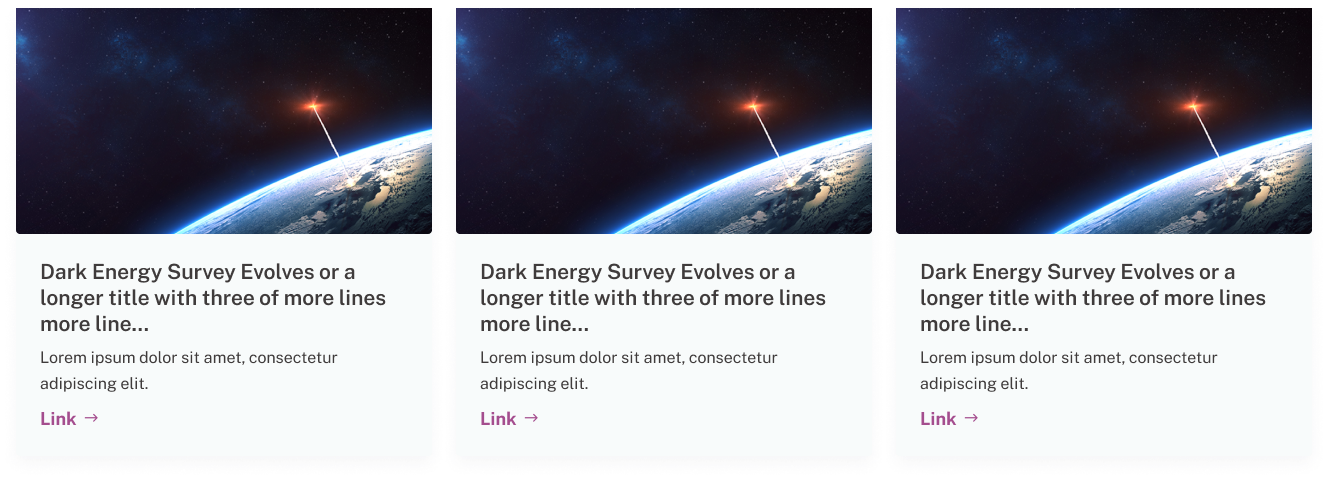 Dark Energy Survey Evolves or a
longer title with three of more lines
more line...
Lorem ipsum dolor sit amet, consectetur
adipiscing elit.
Link →
Dark Energy Survey Evolves or a
longer title with three of more lines
more line...
Lorem ipsum dolor sit amet, consectetur
adipiscing elit.
Link →
Dark Energy Survey Evolves or a
longer title with three of more lines
more line...
Lorem ipsum dolor sit amet, consectetur
adipiscing elit.
Link →